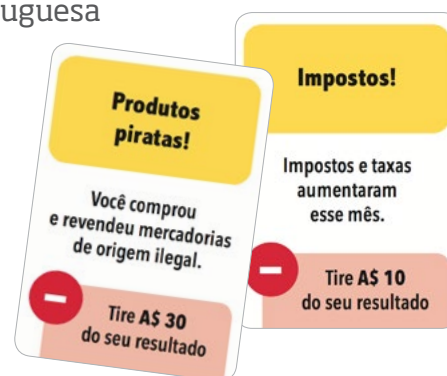 uguesa
Produtos
piratas!
Você comprou
e revendeu mercadorias
de origem ilegal.
Tire A$ 30
do seu resultado
Impostos!
Impostos e taxas
aumentaram
esse mês.
Tire A$ 10
do seu resultado